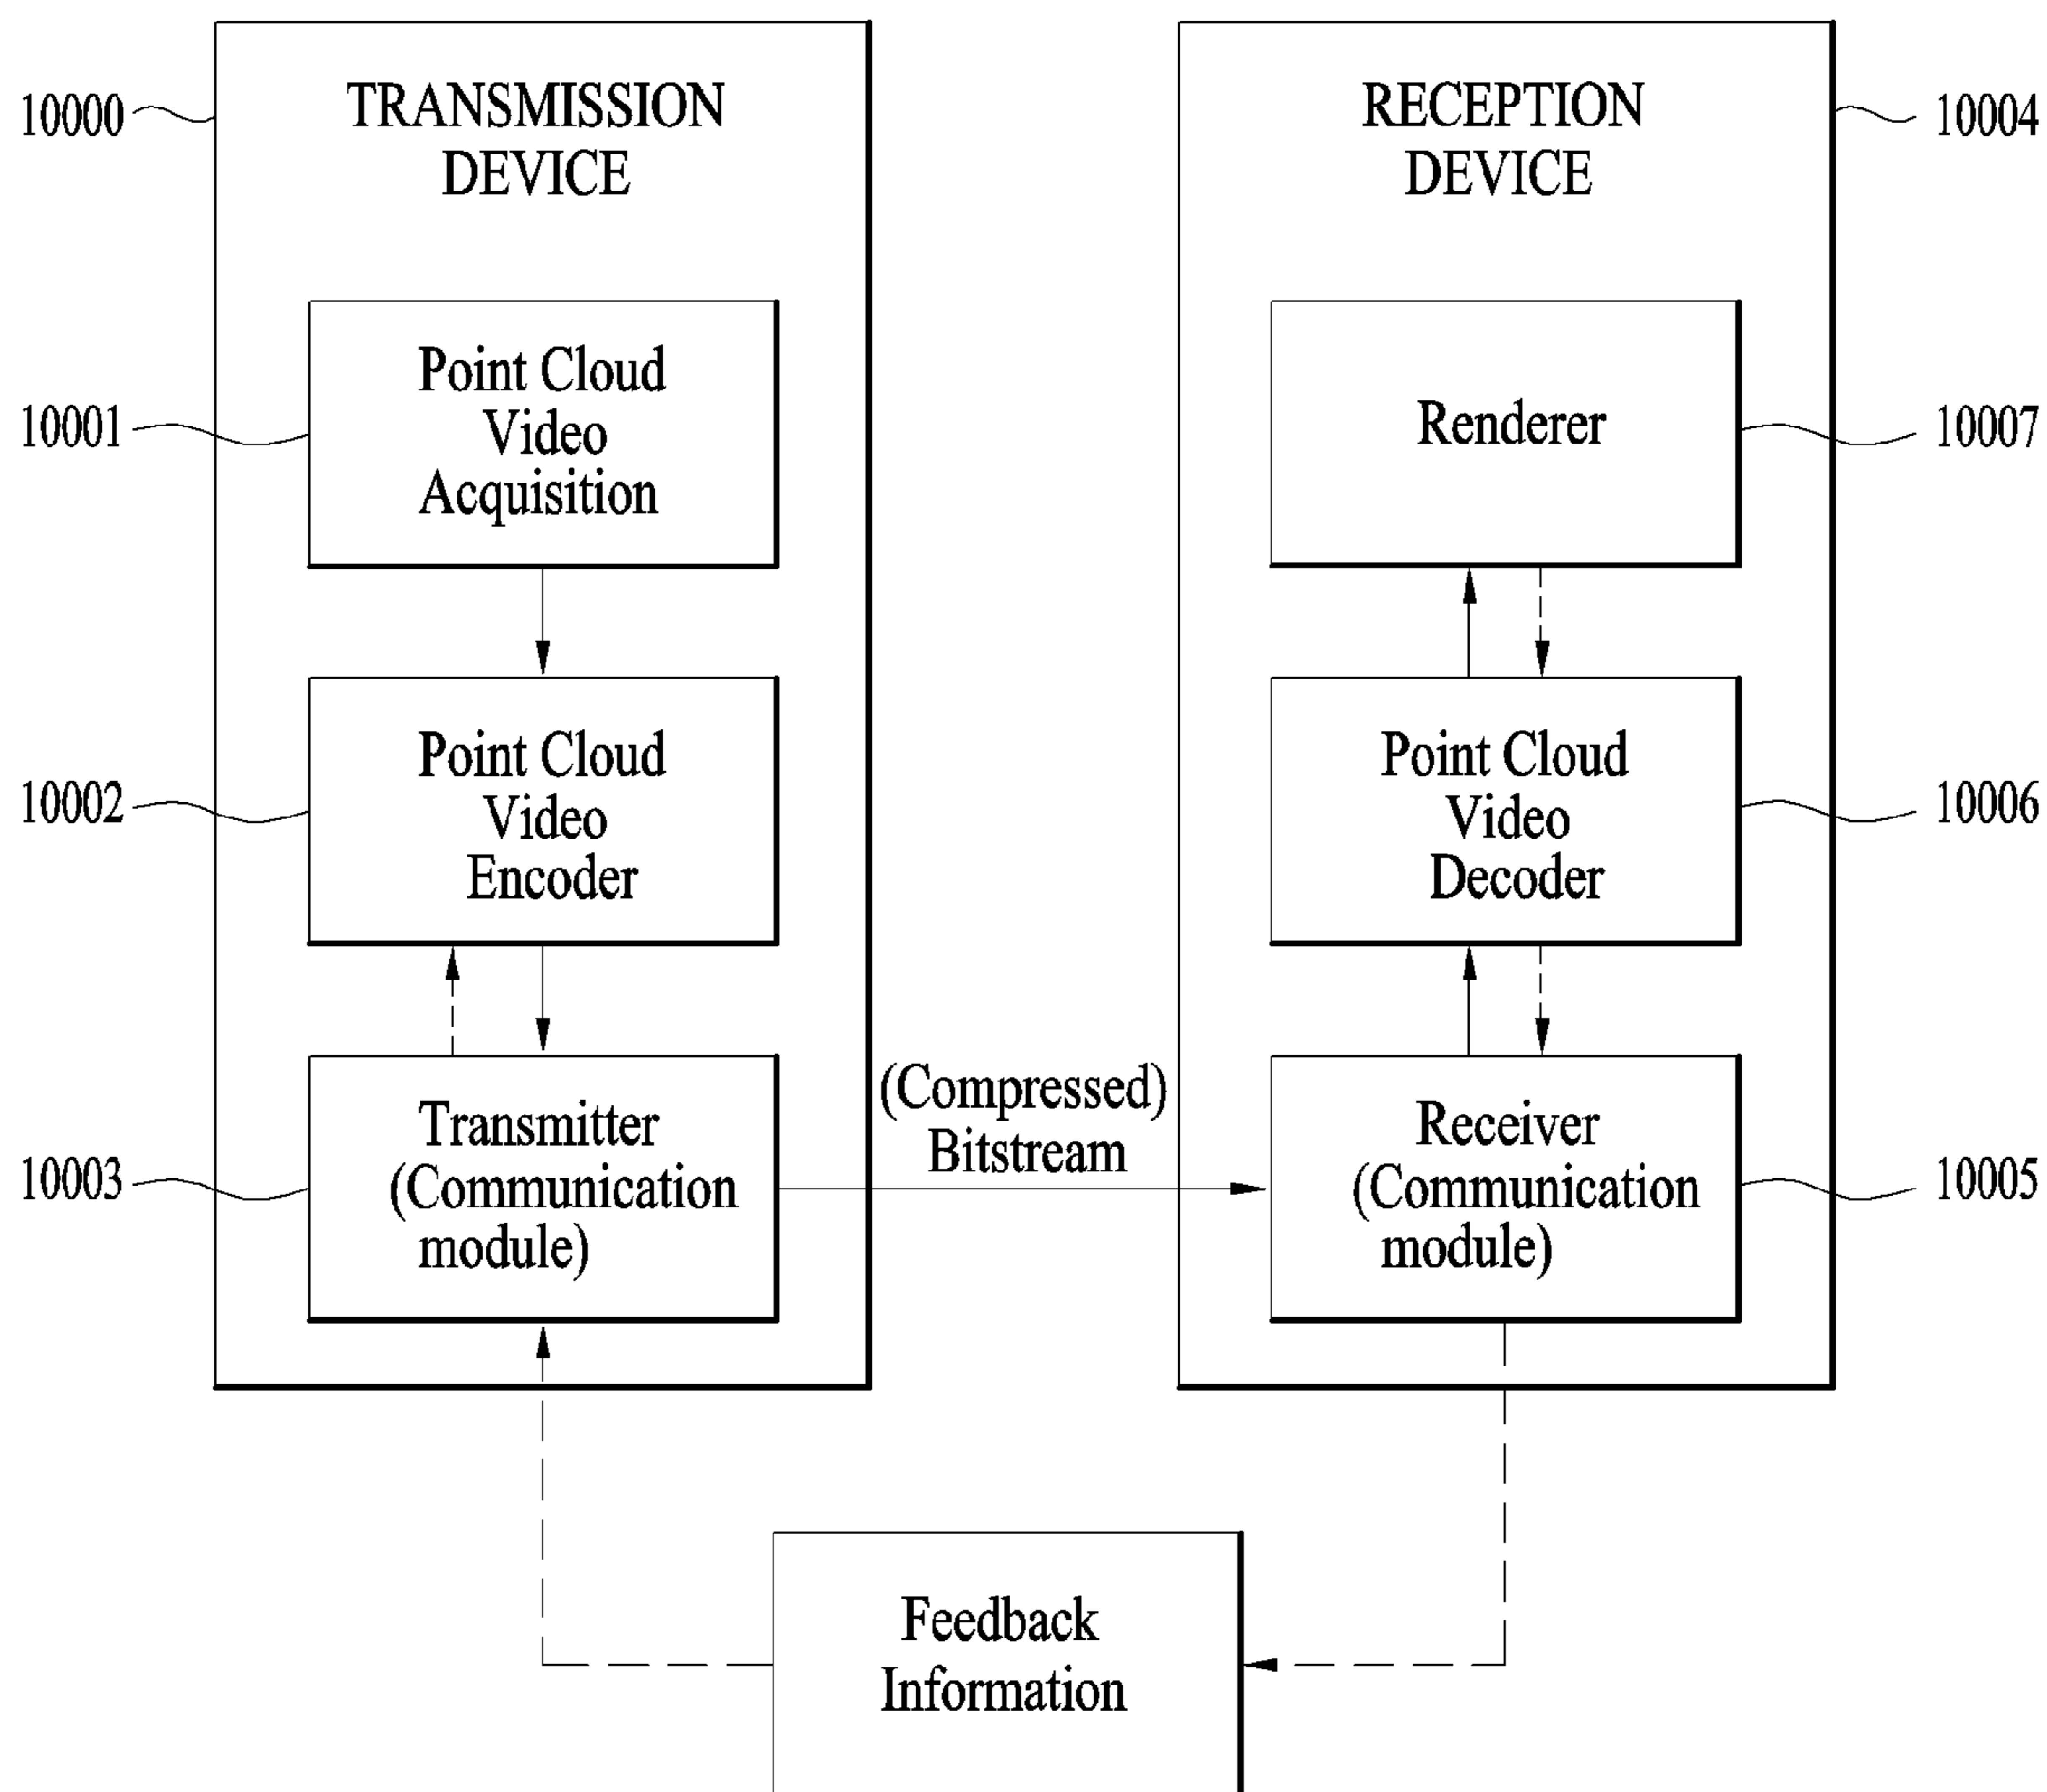 10000
TRANSMISSION
DEVICE
10001
Point Cloud
Video
Acquisition
10002
Point Cloud
Video
Encoder
10003
Transmitter
(Communication
module)
(Compressed)
Bitstream
RECEPTION
DEVICE
10004
Renderer
10007
Point Cloud
Video
Decoder
10006
Receiver
(Communication
module)
10005
Feedback
Information